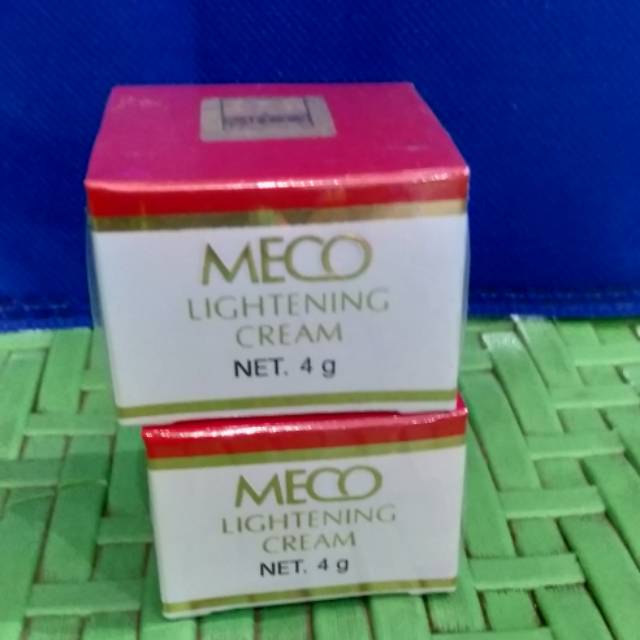 MECO
LIGHTENING
CREAM
NET. 4 g
MECO
LIGHTENING
CREAM
NET. 4 g